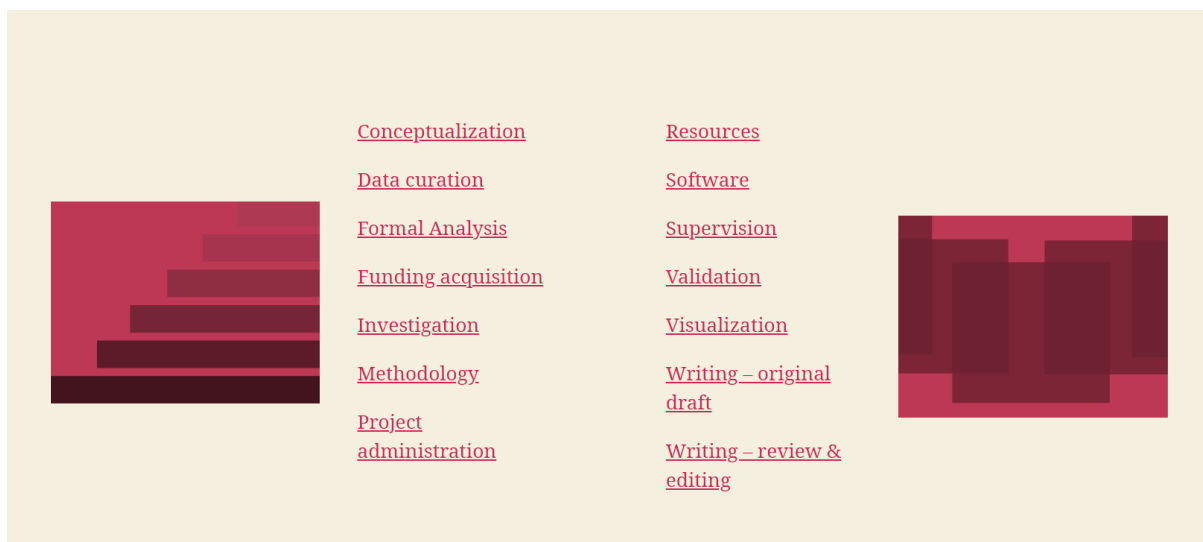 Conceptualization
Data curation
Formal Analysis
Funding acquisition
Investigation
Methodology
Project
administration
Resources
Software
Supervision
Validation
Visualization
Writing – original
draft
Writing – review &
editing